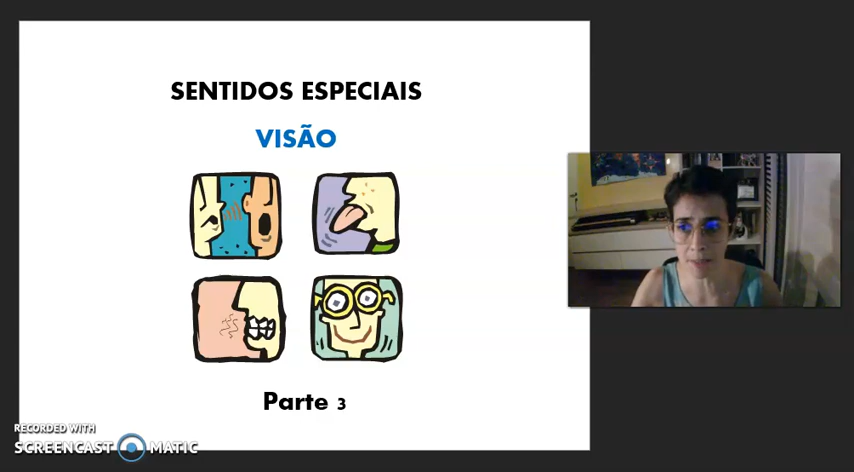 SENTIDOS ESPECIAIS
VISÃO
Parte 3
RECORDED WITH
SCREENCAST MATIC